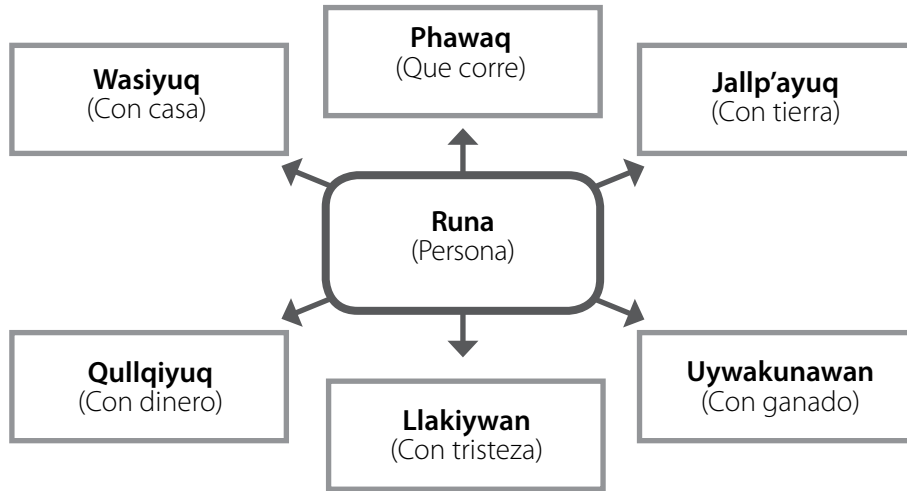 Phawaq
(Que corre)
Wasiyuq
(Con casa)
Jallp’ayuq
(Con tierra)
Runa
(Persona)
Qullqiyuq
(Con dinero)
Llakiywan
(Con tristeza)
Uywakunawan
(Con ganado)